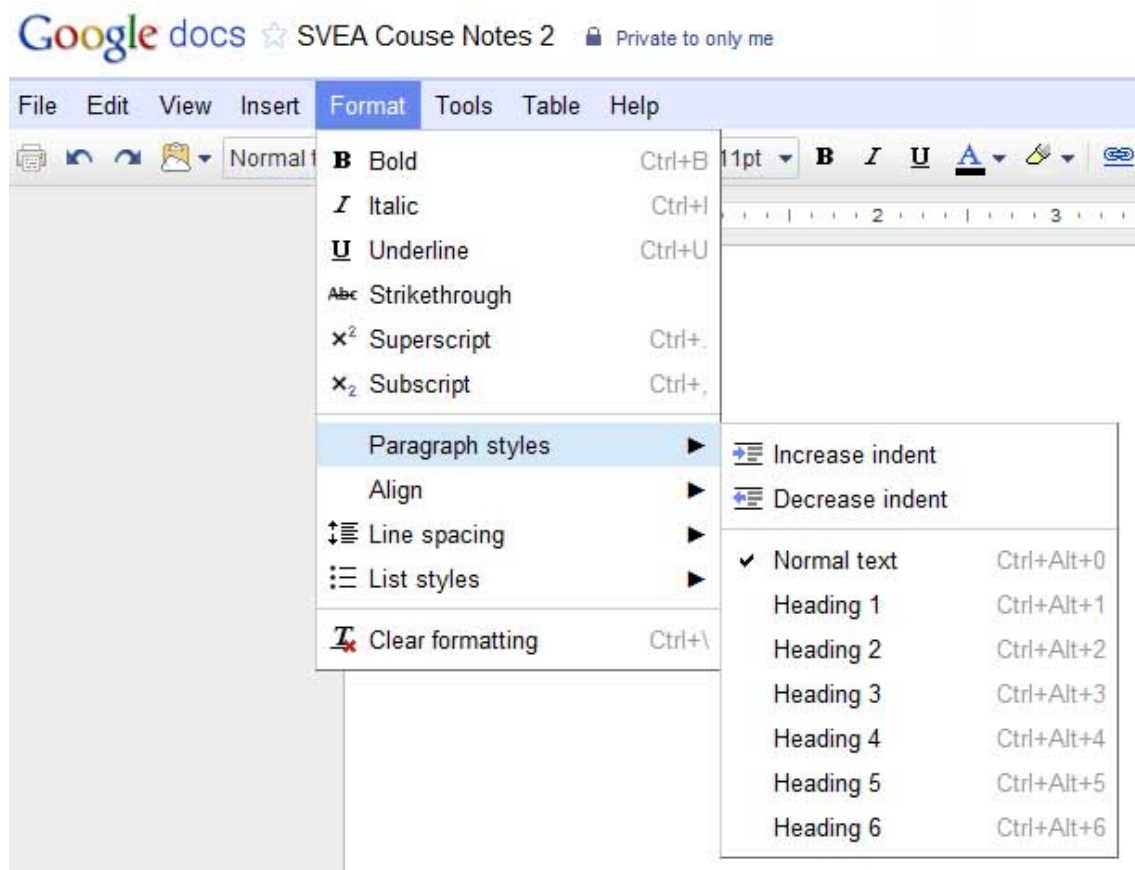 Google docs SVEA Couse Notes 2 Private to only me
File Edit View Insert Format Tools Table Help
Normal 11pt B I U A
B Bold Ctrl+B
I Italic Ctrl+I
U Underline Ctrl+U
Abc Strikethrough
x² Superscript Ctrl+.
x₂ Subscript Ctrl+,
Paragraph styles
Align
Line spacing
List styles
Clear formatting Ctrl+\
2 3
Increase indent
Decrease indent
Normal text Ctrl+Alt+0
Heading 1 Ctrl+Alt+1
Heading 2 Ctrl+Alt+2
Heading 3 Ctrl+Alt+3
Heading 4 Ctrl+Alt+4
Heading 5 Ctrl+Alt+5
Heading 6 Ctrl+Alt+6